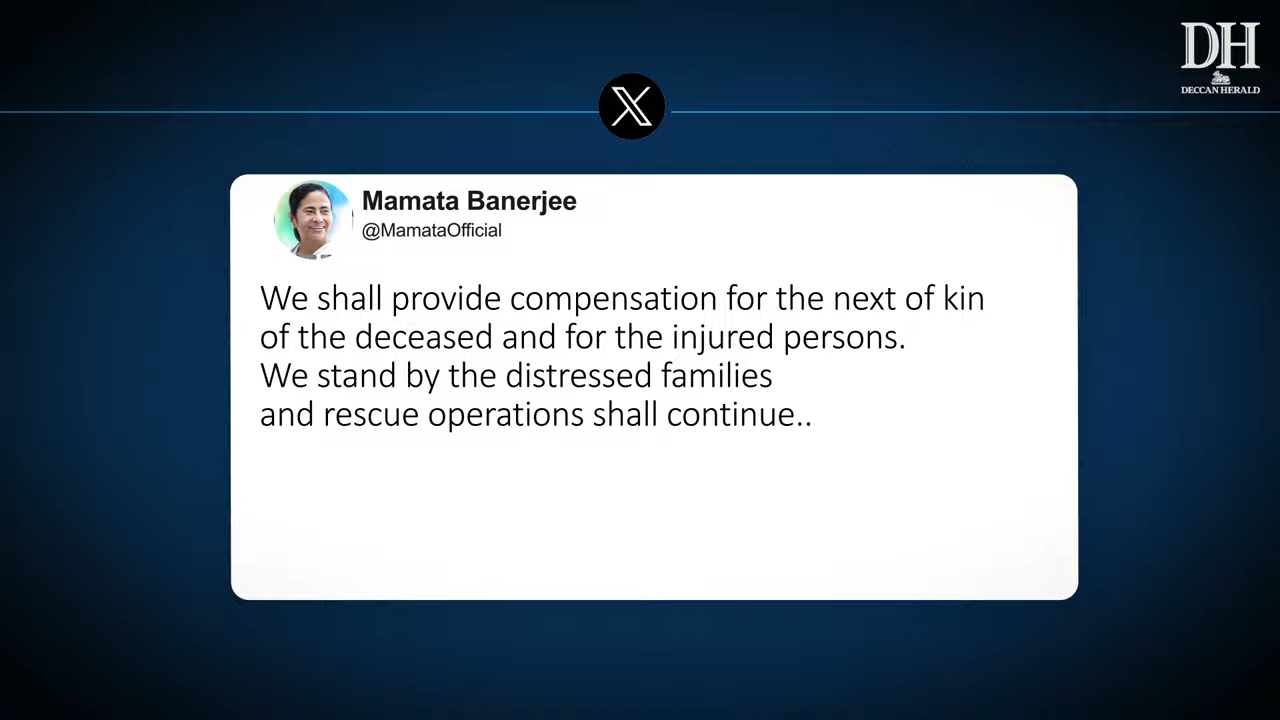 DH
DECCAN HERALD
X
Mamata Banerjee
@MamataOfficial
We shall provide compensation for the next of kin
of the deceased and for the injured persons.
We stand by the distressed families
and rescue operations shall continue..